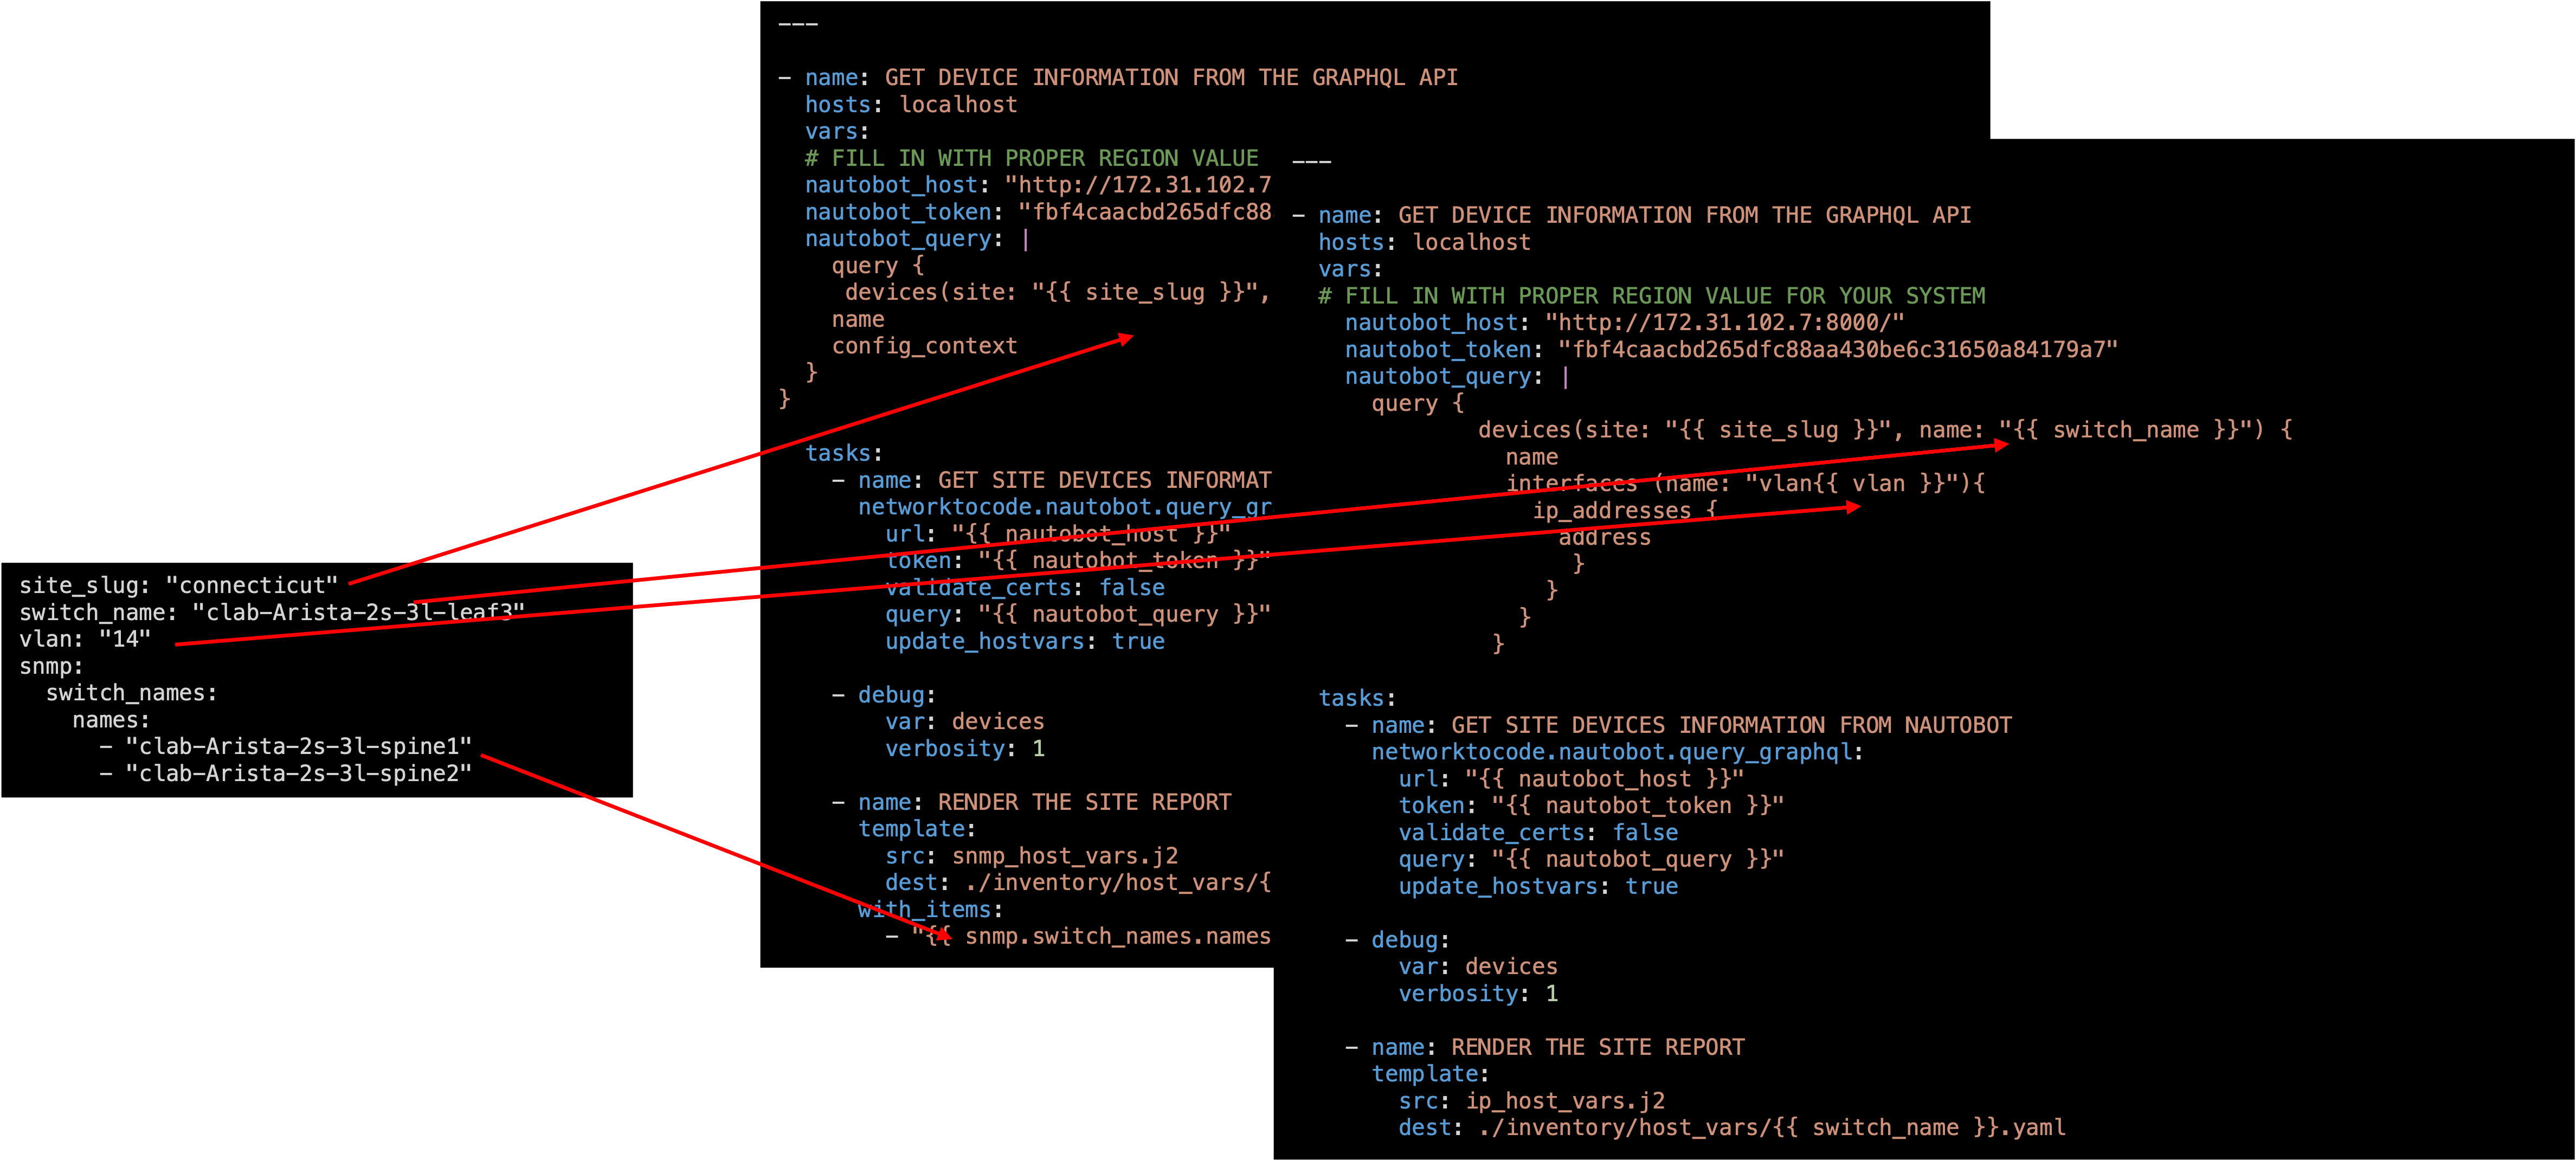 site_slug: "connecticut"
switch_name: "clab-Arista-2s-3l-leaf3"
vlan: "14"
snmp:
  switch_names:
    names:
      - "clab-Arista-2s-3l-spine1"
      - "clab-Arista-2s-3l-spine2"
---
- name: GET DEVICE INFORMATION FROM THE GRAPHQL API
  hosts: localhost
  vars:
  # FILL IN WITH PROPER REGION VALUE
  nautobot_host: "http://172.31.102.7
  nautobot_token: "fbf4caacbd265dfc88
  nautobot_query: |
    query {
     devices(site: "{{ site_slug }}",
    name
    config_context
  }
}
  tasks:
    - name: GET SITE DEVICES INFORMAT
      networktocode.nautobot.query_gr
        url: "{{ nautobot_host }}"
        token: "{{ nautobot_token }}"
        validate_certs: false
        query: "{{ nautobot_query }}"
        update_hostvars: true
    - debug:
        var: devices
        verbosity: 1
    - name: RENDER THE SITE REPORT
      template:
        src: snmp_host_vars.j2
        dest: ./inventory/host_vars/{
      with_items:
        - "{{ snmp.switch_names.names
---
- name: GET DEVICE INFORMATION FROM THE GRAPHQL API
  hosts: localhost
  vars:
  # FILL IN WITH PROPER REGION VALUE FOR YOUR SYSTEM
    nautobot_host: "http://172.31.102.7:8000/"
    nautobot_token: "fbf4caacbd265dfc88aa430be6c31650a84179a7"
    nautobot_query: |
      query {
              devices(site: "{{ site_slug }}", name: "{{ switch_name }}") {
                name
                interfaces (name: "vlan{{ vlan }}"){
                  ip_addresses {
                    address
                     }
                   }
                 }
               }
  tasks:
    - name: GET SITE DEVICES INFORMATION FROM NAUTOBOT
      networktocode.nautobot.query_graphql:
        url: "{{ nautobot_host }}"
        token: "{{ nautobot_token }}"
        validate_certs: false
        query: "{{ nautobot_query }}"
        update_hostvars: true
    - debug:
        var: devices
        verbosity: 1
    - name: RENDER THE SITE REPORT
      template:
        src: ip_host_vars.j2
        dest: ./inventory/host_vars/{{ switch_name }}.yaml